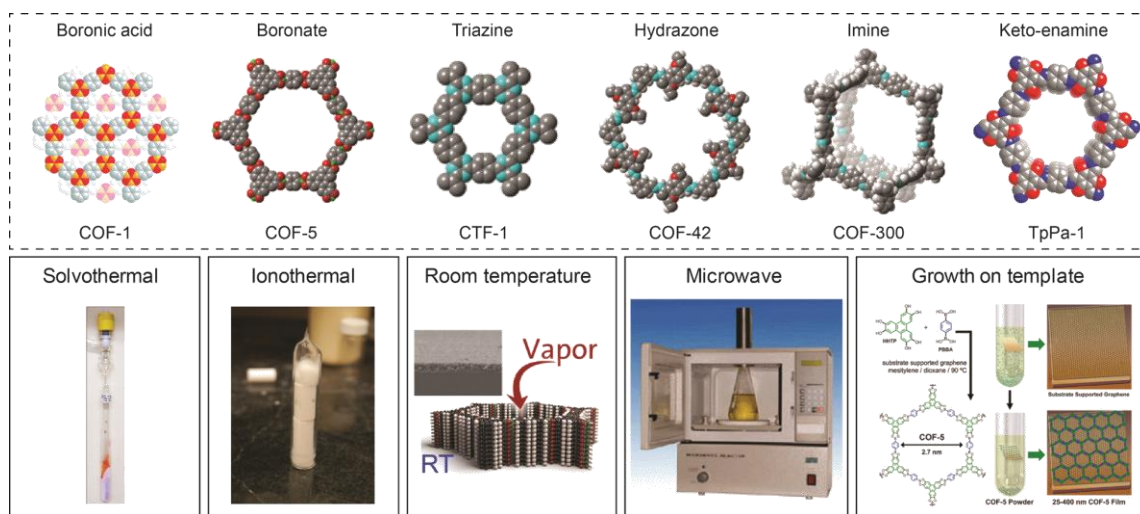 Boronic acid
Boronate
Triazine
Hydrazone
Imine
Keto-enamine
COF-1
COF-5
CTF-1
COF-42
COF-300
TpPa-1
Solvothermal
Ionothermal
Room temperature
Vapor
RT
Microwave
Growth on template
HHTP
+
PBBA
substrate supported graphene
mesitylene / dioxane / 90 ºC
Substrate Supported Graphene
COF-5
2.7 nm
COF-5 Powder
25-400 nm COF-5 Film